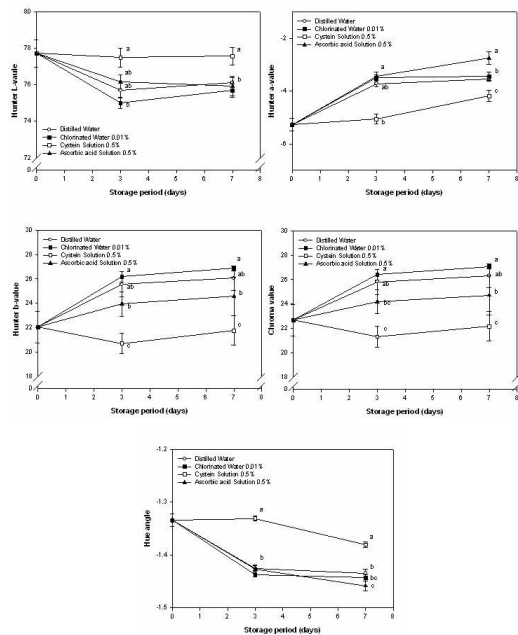 80
78
76
74
72
0
Hunter L-vaule
a
a
ab
ab
b
b
Distilled Water
Chlorinated Water 0.01%
Cystein Solution 0.5%
Ascorbic acid Solution 0.5%
0 1 2 3 4 5 6 7 8
Storage period (days)
Distilled Water
Chlorinated Water 0.01%
Cystein Solution 0.5%
Ascorbic acid Solution 0.5%
-2
-4
-6
0
Hunter a-value
a
ab
b
a
b
c
0 1 2 3 4 5 6 7 8
Storage period (days)
30
28
26
24
22
20
18
0
Hunter b-value
Distilled Water
Chlorinated Water 0.01%
Cystein Solution 0.5%
Ascorbic acid Solution 0.5%
a
ab
b
c
a
ab
b
c
0 1 2 3 4 5 6 7 8
Storage period (days)
30
28
26
24
22
20
18
0
Chroma value
Distilled Water
Chlorinated Water 0.01%
Cystein Solution 0.5%
Ascorbic acid Solution 0.5%
a
ab
bc
c
a
ab
b
c
0 1 2 3 4 5 6 7 8
Storage period (days)
-1.2
-1.3
-1.4
-1.5
Hue angle
Distilled Water
Chlorinated Water 0.01%
Cystein Solution 0.5%
Ascorbic acid Solution 0.5%
a
b
a
b
bc
c
0 1 2 3 4 5 6 7 8
Storage period (days)